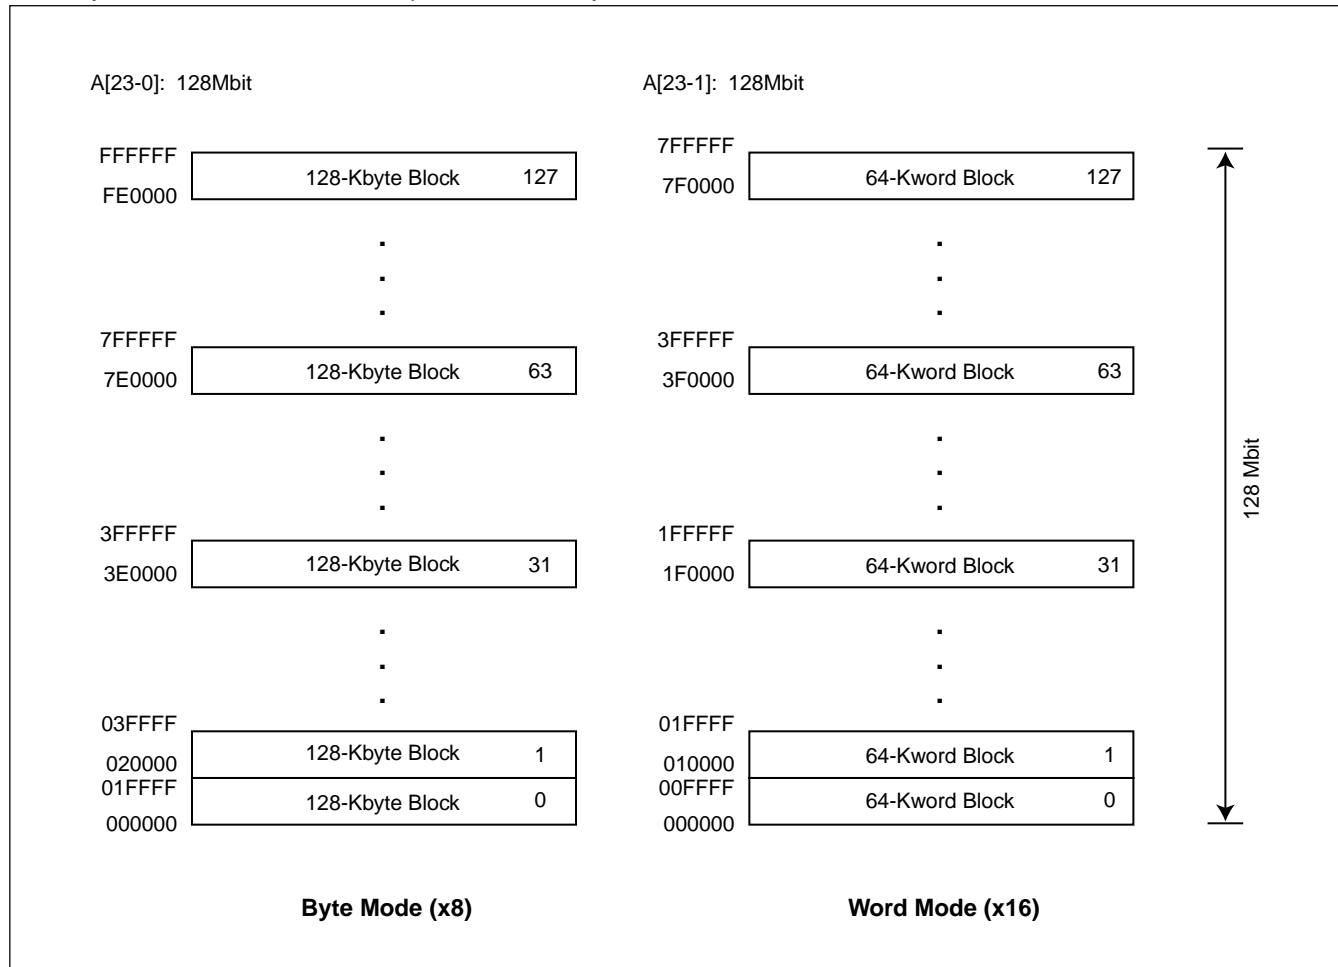 A[23-0]: 128Mbit
FFFFFF
FE0000
128-Kbyte Block 127
7FFFFF
7E0000
128-Kbyte Block 63
3FFFFF
3E0000
128-Kbyte Block 31
03FFFF
020000
128-Kbyte Block 1
01FFFF
000000
128-Kbyte Block 0
Byte Mode (x8)
A[23-1]: 128Mbit
7FFFFF
7F0000
64-Kword Block 127
3FFFFF
3F0000
64-Kword Block 63
1FFFFF
1F0000
64-Kword Block 31
01FFFF
010000
64-Kword Block 1
00FFFF
000000
64-Kword Block 0
Word Mode (x16)
128 Mbit